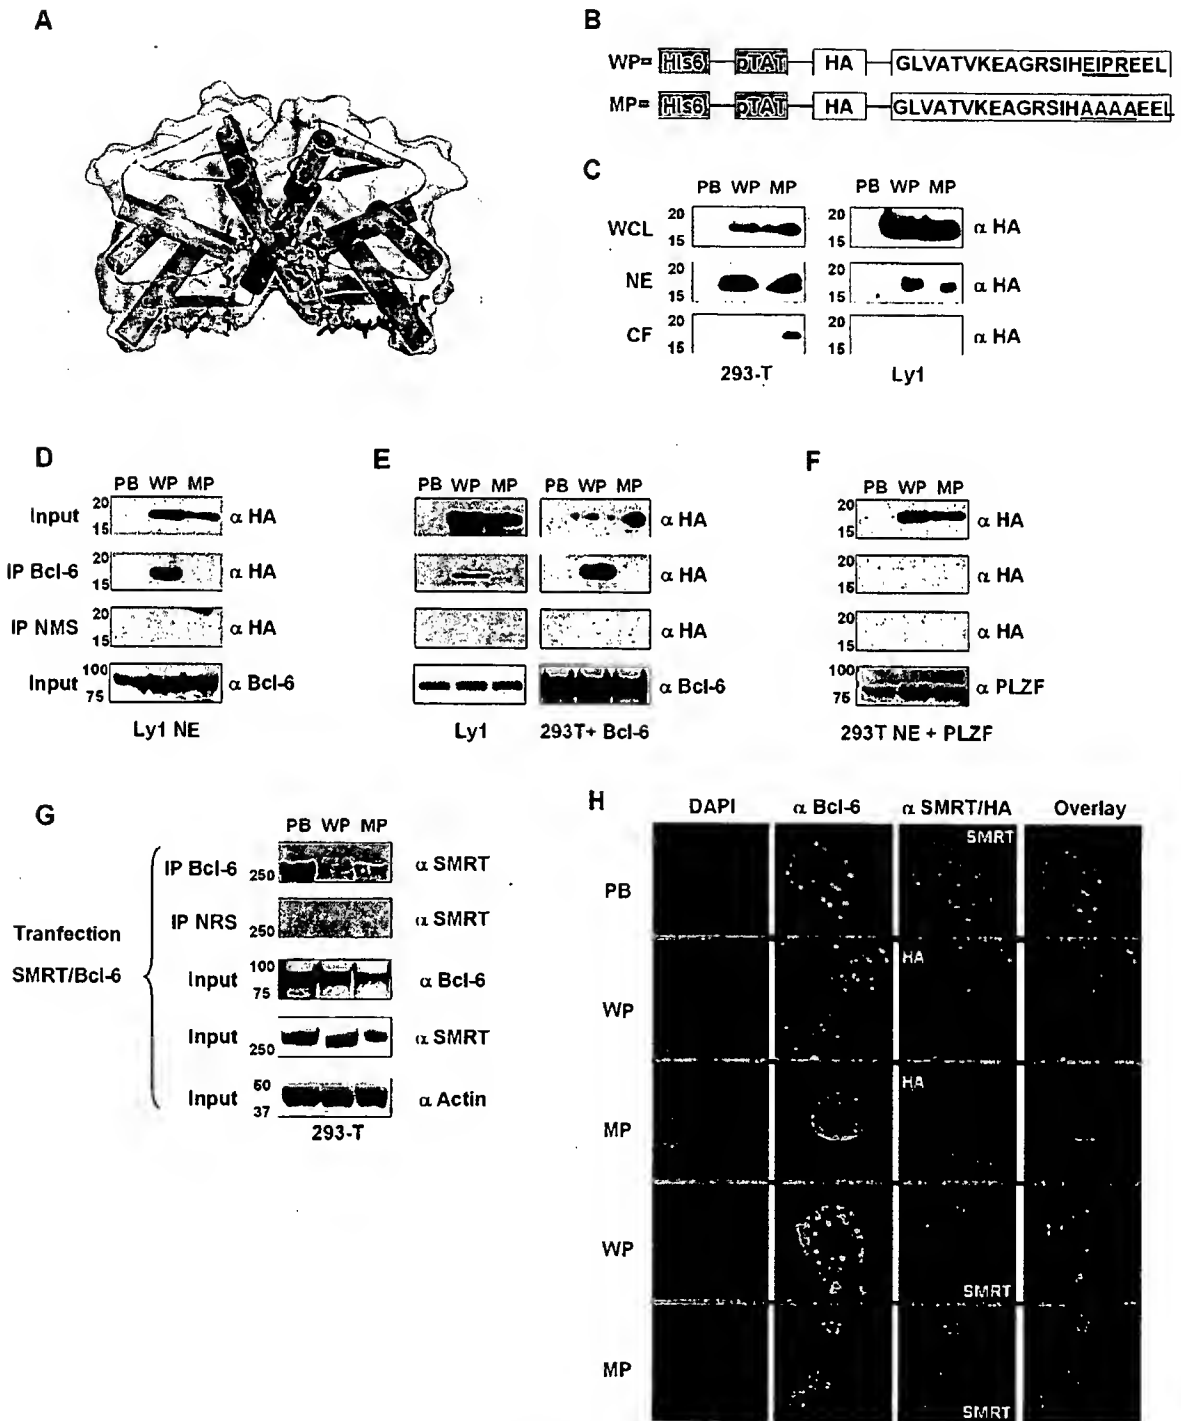 A
B
WP= His6 pTAT HA GLVATVKEAGRSIHEIPREEL
MP= His6 pTAT HA GLVATVKEAGRSIHAAAAEEL
C
PB WP MP PB WP MP
WCL 20 15 20 15 α HA
NE 20 15 20 15 α HA
CF 20 15 20 15 α HA
293-T Ly1
D
PB WP MP
Input 20 15 α HA
IP Bcl-6 20 15 α HA
IP NMS 20 15 α HA
Input 100 75 α Bcl-6
Ly1 NE
E
PB WP MP PB WP MP
α HA
α HA
α HA
α Bcl-6
Ly1 293T+ Bcl-6
F
PB WP MP
20 15 α HA
20 15 α HA
20 15 α HA
100 75 α PLZF
293T NE + PLZF
G
PB WP MP
Tranfection
SMRT/Bcl-6
IP Bcl-6 250 α SMRT
IP NRS 250 α SMRT
Input 100 75 α Bcl-6
Input 250 α SMRT
Input 50 37 α Actin
293-T
H
DAPI α Bcl-6 α SMRT/HA Overlay
PB SMRT
WP HA
MP HA
WP SMRT
MP SMRT